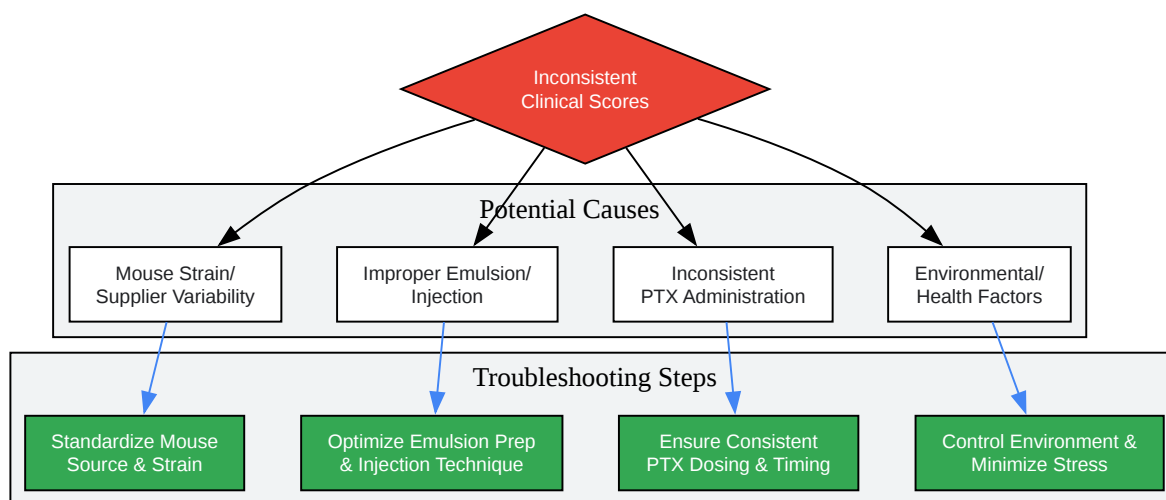 Inconsistent
Clinical Scores
Potential Causes
Mouse Strain/
Supplier Variability
Improper Emulsion/
Injection
Inconsistent
PTX Administration
Environmental/
Health Factors
Troubleshooting Steps
Standardize Mouse
Source & Strain
Optimize Emulsion Prep
& Injection Technique
Ensure Consistent
PTX Dosing & Timing
Control Environment &
Minimize Stress